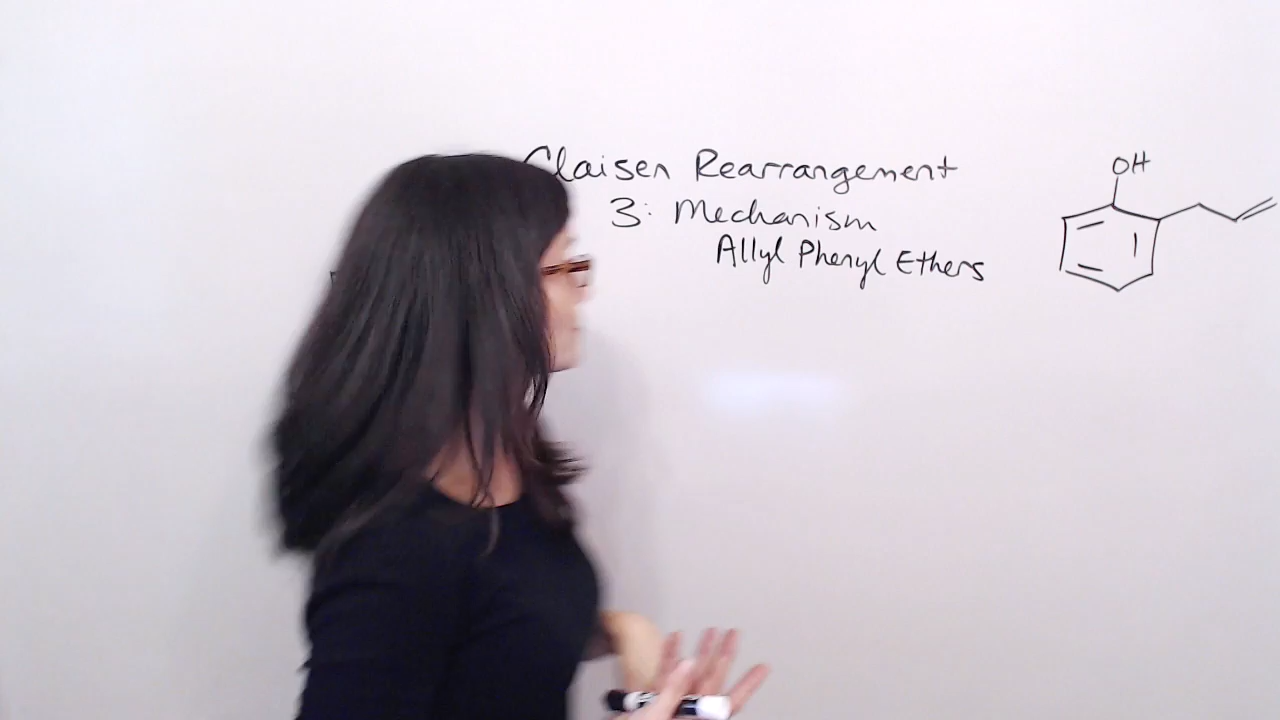 Claisen Rearrangement
3: Mechanism
Allyl Phenyl Ethers
OH